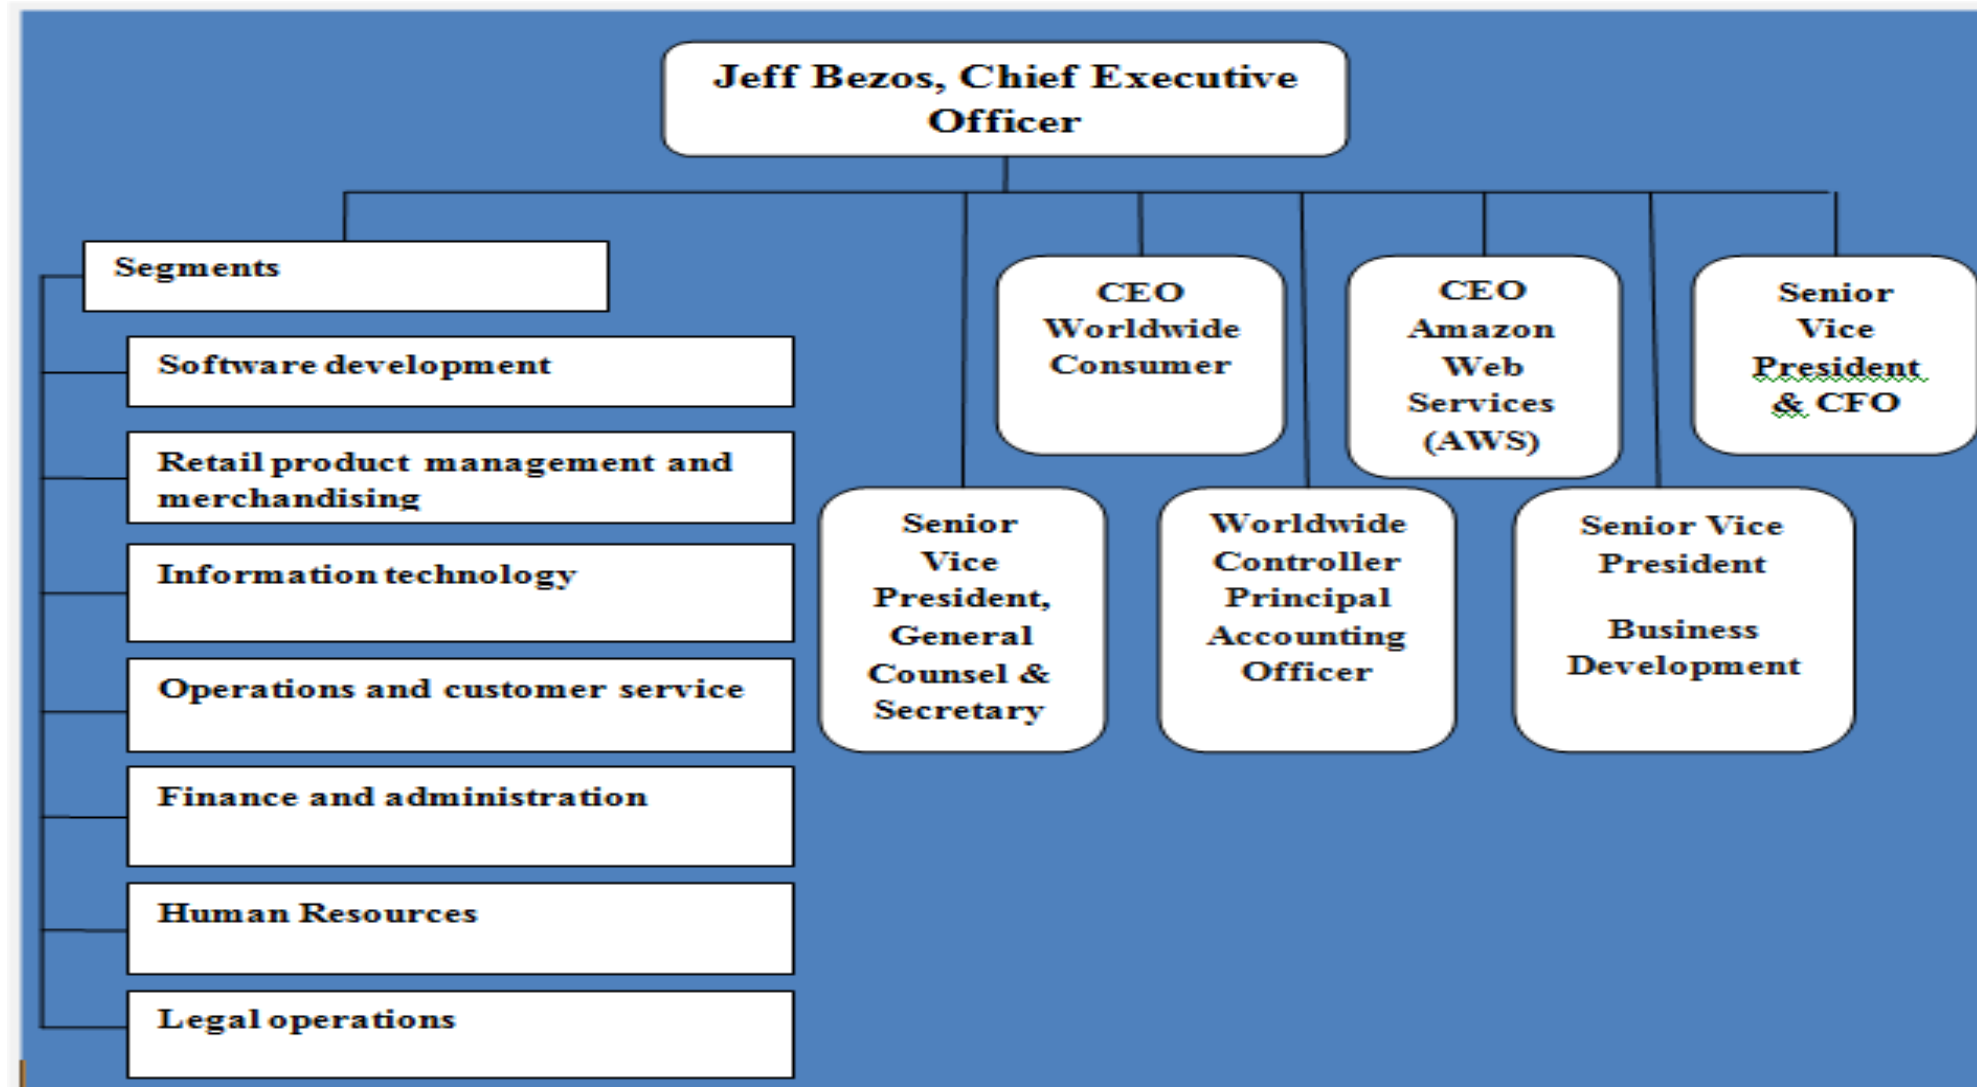 Jeff Bezos, Chief Executive
Officer
Segments
Software development
Retail product management and
merchandising
Information technology
Operations and customer service
Finance and administration
Human Resources
Legal operations
CEO
Worldwide
Consumer
CEO
Amazon
Web
Services
(AWS)
Senior
Vice
President
& CFO
Senior
Vice
President,
General
Counsel &
Secretary
Worldwide
Controller
Principal
Accounting
Officer
Senior Vice
President
Business
Development